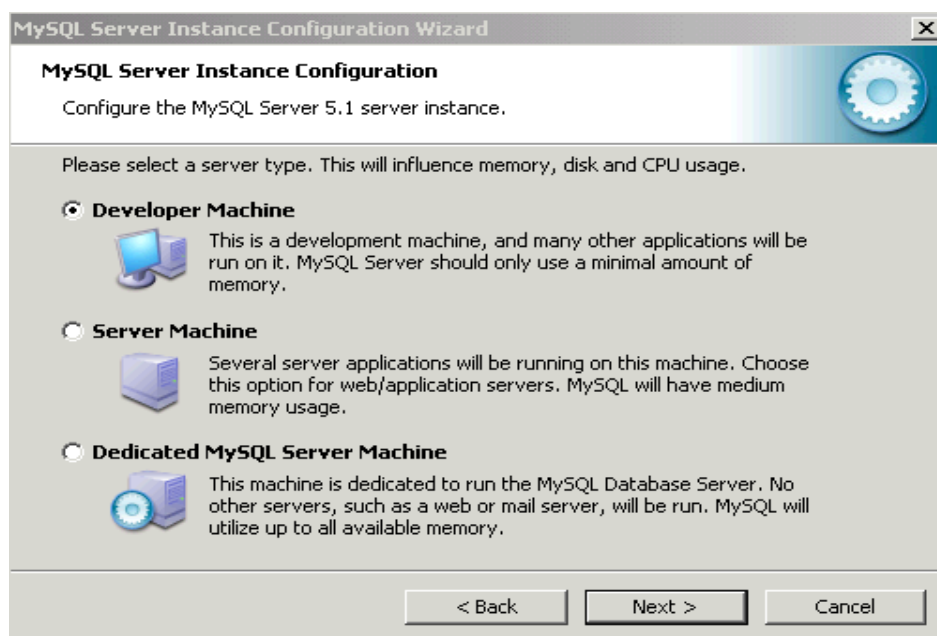 MySQL Server Instance Configuration Wizard
MySQL Server Instance Configuration
Configure the MySQL Server 5.1 server instance.
Please select a server type. This will influence memory, disk and CPU usage.
Developer Machine
This is a development machine, and many other applications will be
run on it. MySQL Server should only use a minimal amount of
memory.
Server Machine
Several server applications will be running on this machine. Choose
this option for web/application servers. MySQL will have medium
memory usage.
Dedicated MySQL Server Machine
This machine is dedicated to run the MySQL Database Server. No
other servers, such as a web or mail server, will be run. MySQL will
utilize up to all available memory.
< Back Next > Cancel